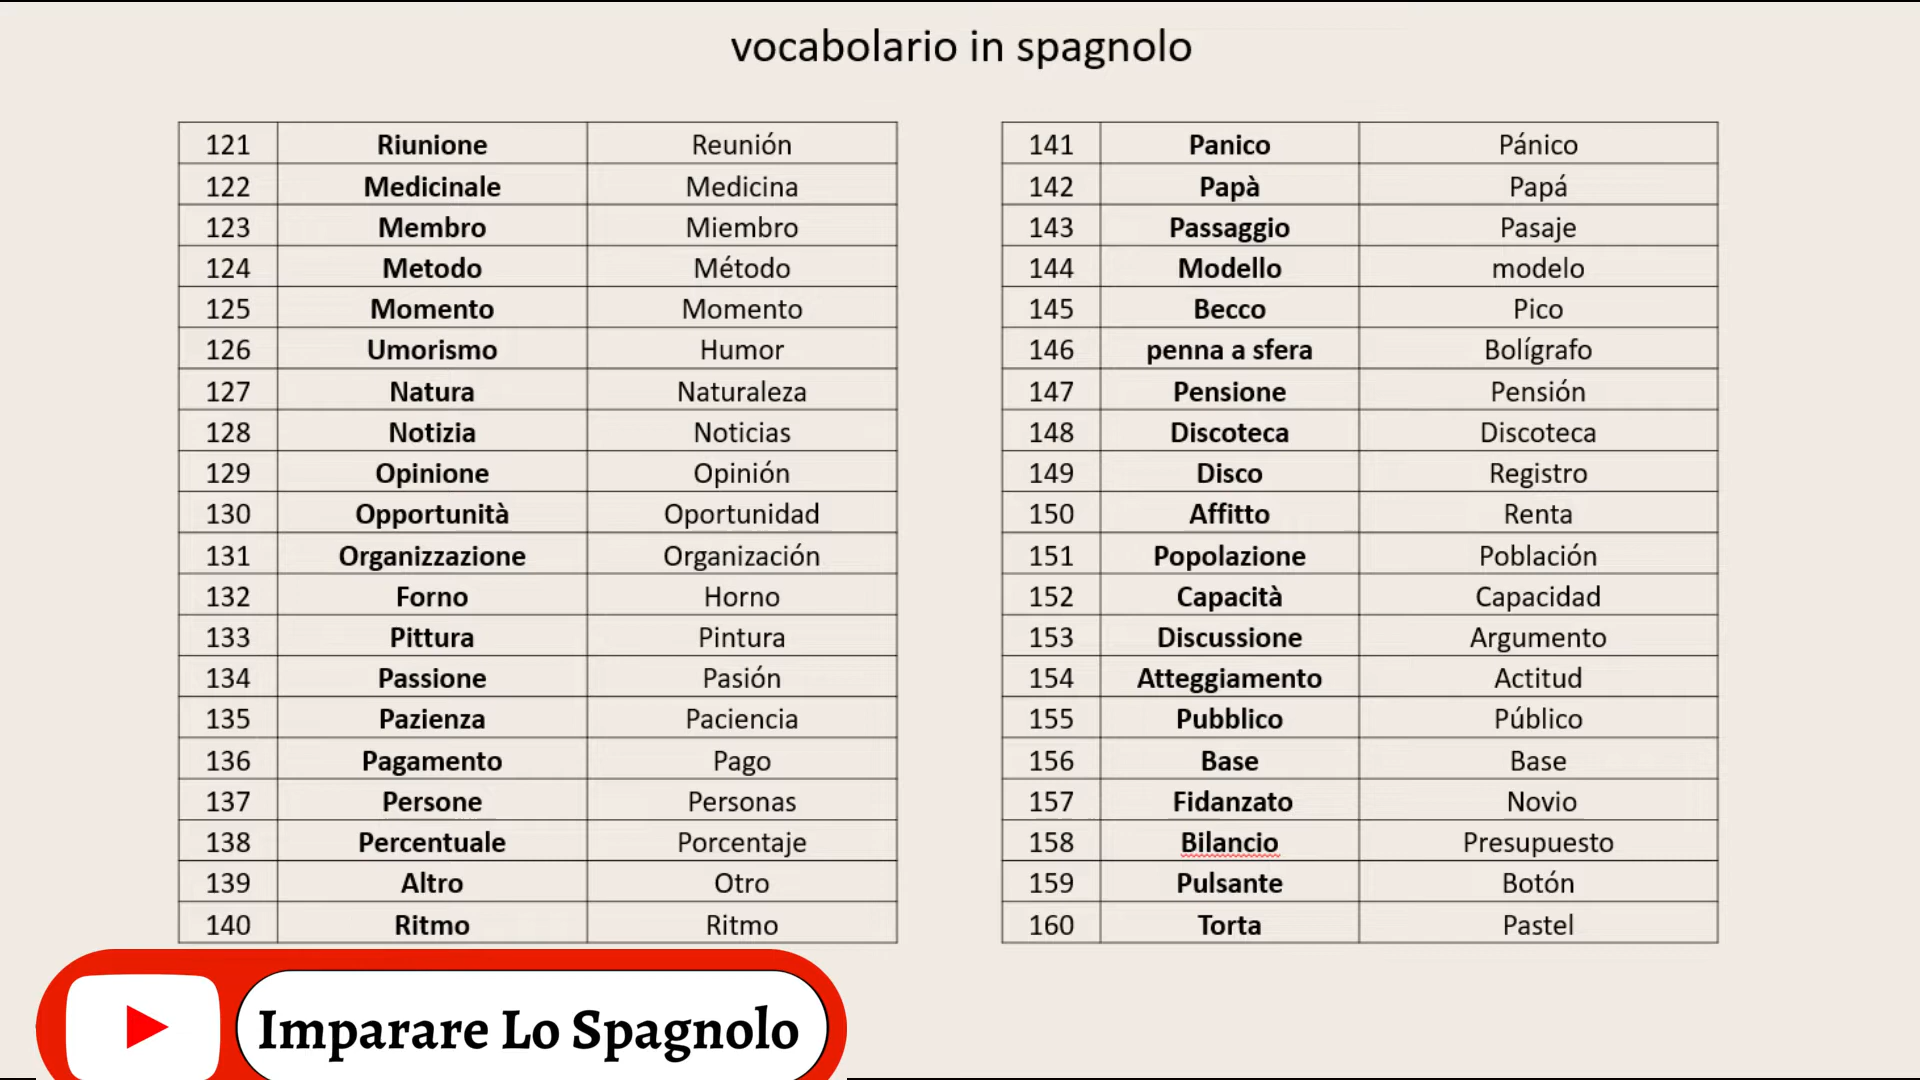 vocabolario in spagnolo
121 Riunione Reunión
122 Medicinale Medicina
123 Membro Miembro
124 Metodo Método
125 Momento Momento
126 Umorismo Humor
127 Natura Naturaleza
128 Notizia Noticias
129 Opinione Opinión
130 Opportunità Oportunidad
131 Organizzazione Organización
132 Forno Horno
133 Pittura Pintura
134 Passione Pasión
135 Pazienza Paciencia
136 Pagamento Pago
137 Persone Personas
138 Percentuale Porcentaje
139 Altro Otro
140 Ritmo Ritmo
141 Panico Pánico
142 Papà Papá
143 Passaggio Pasaje
144 Modello modelo
145 Becco Pico
146 penna a sfera Bolígrafo
147 Pensione Pensión
148 Discoteca Discoteca
149 Disco Registro
150 Affitto Renta
151 Popolazione Población
152 Capacità Capacidad
153 Discussione Argumento
154 Atteggiamento Actitud
155 Pubblico Público
156 Base Base
157 Fidanzato Novio
158 Bilancio Presupuesto
159 Pulsante Botón
160 Torta Pastel
Imparare Lo Spagnolo